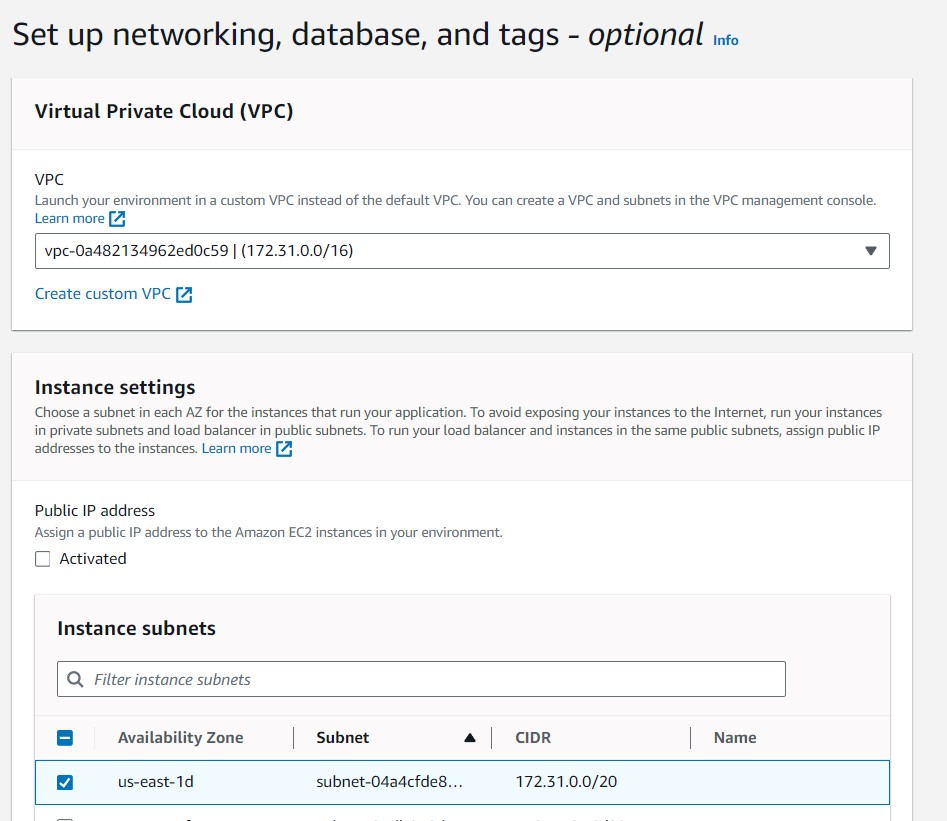 Set up networking, database, and tags - optional Info
Virtual Private Cloud (VPC)
VPC
Launch your environment in a custom VPC instead of the default VPC. You can create a VPC and subnets in the VPC management console.
Learn more
vpc-0a482134962ed0c59 | (172.31.0.0/16)
Create custom VPC
Instance settings
Choose a subnet in each AZ for the instances that run your application. To avoid exposing your instances to the Internet, run your instances
in private subnets and load balancer in public subnets. To run your load balancer and instances in the same public subnets, assign public IP
addresses to the instances. Learn more
Public IP address
Assign a public IP address to the Amazon EC2 instances in your environment.
Activated
Instance subnets
Filter instance subnets
Availability Zone Subnet CIDR Name
us-east-1d subnet-04a4cfde8... 172.31.0.0/20